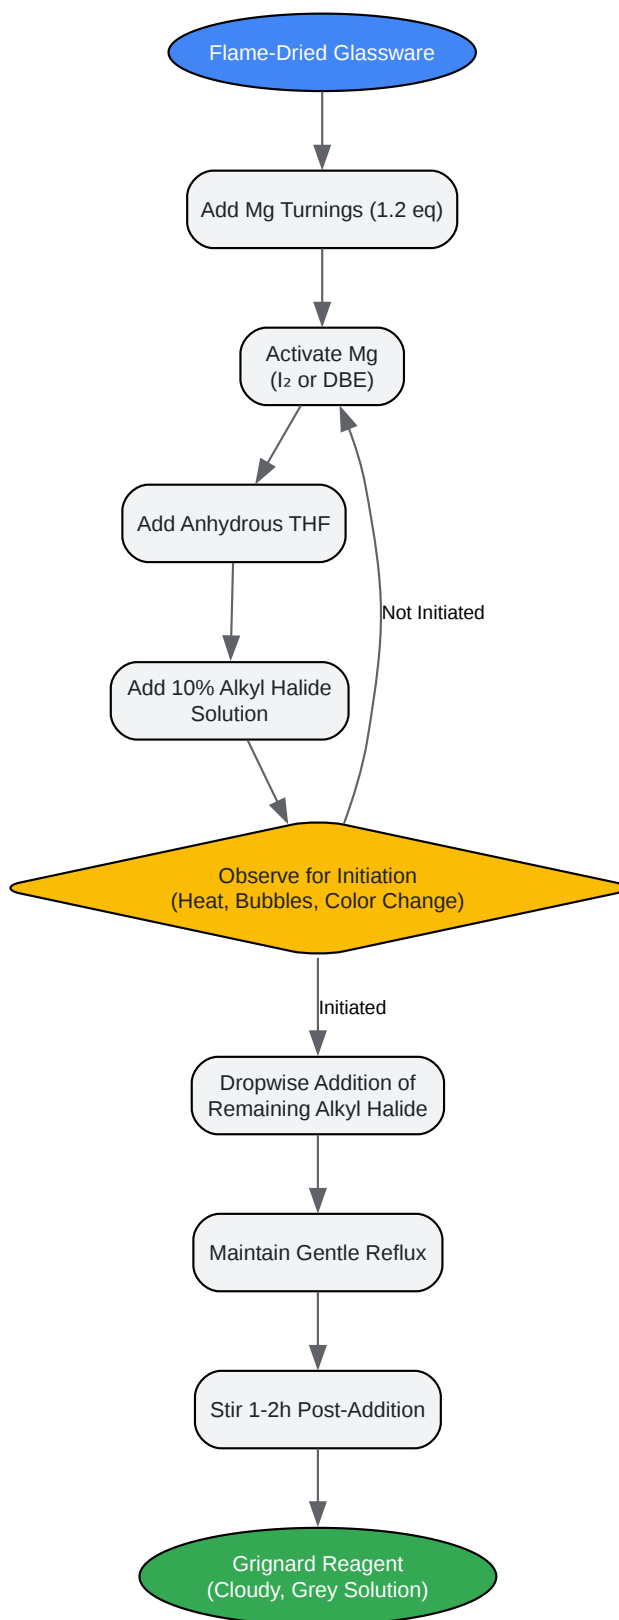 Flame-Dried Glassware
Add Mg Turnings (1.2 eq)
Activate Mg
(I₂ or DBE)
Add Anhydrous THF
Not Initiated
Add 10% Alkyl Halide
Solution
Observe for Initiation
(Heat, Bubbles, Color Change)
Initiated
Dropwise Addition of
Remaining Alkyl Halide
Maintain Gentle Reflux
Stir 1-2h Post-Addition
Grignard Reagent
(Cloudy, Grey Solution)